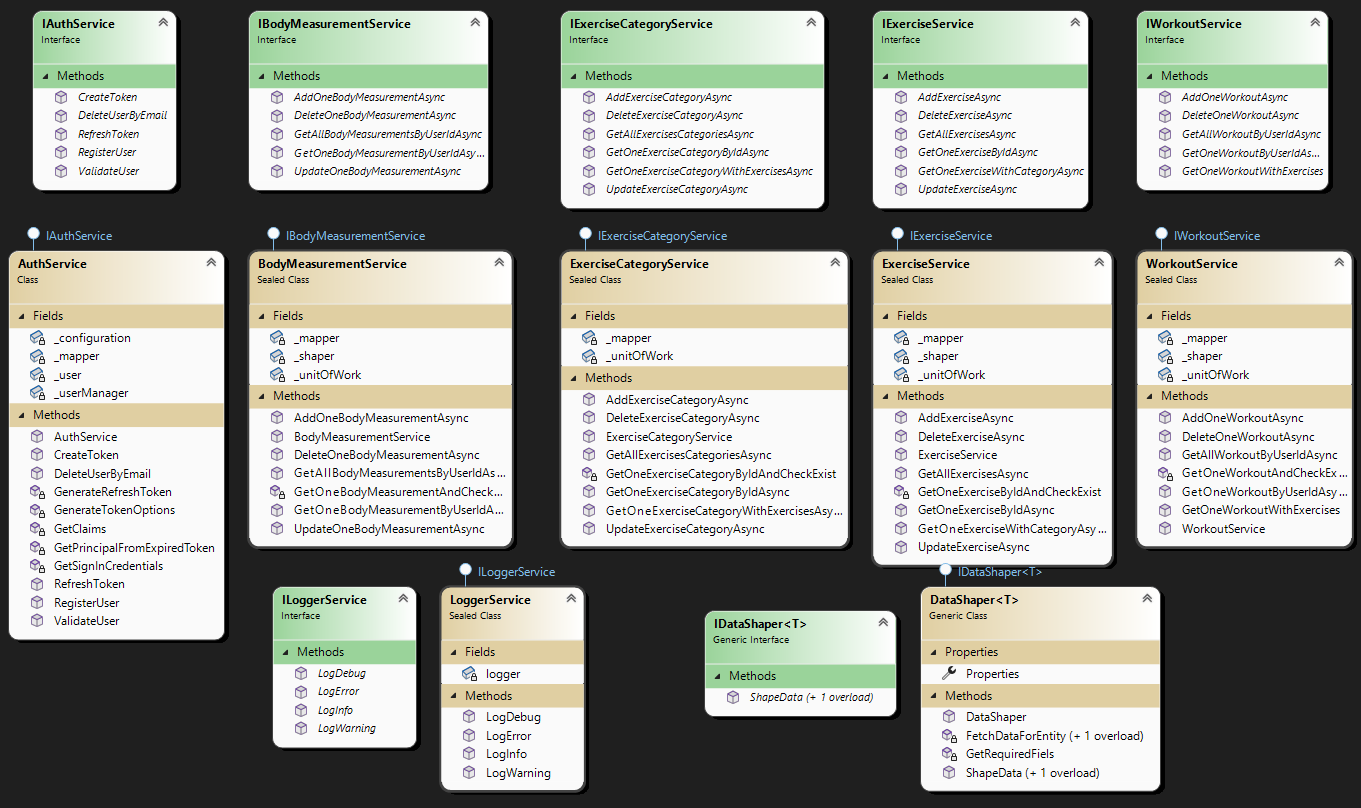 IAuthService
Interface
Methods
CreateToken
DeleteUserByEmail
RefreshToken
RegisterUser
ValidateUser
IBodyMeasurementService
Interface
Methods
AddOneBodyMeasurementAsync
DeleteOneBodyMeasurementAsync
GetAllBodyMeasurementsByUserIdAsync
GetOneBodyMeasurementByUserIdAsy...
UpdateOneBodyMeasurementAsync
IExerciseCategoryService
Interface
Methods
AddExerciseCategoryAsync
DeleteExerciseCategoryAsync
GetAllExercisesCategoriesAsync
GetOneExerciseCategoryByIdAsync
GetOneExerciseCategoryWithExercisesAsync
UpdateExerciseCategoryAsync
IExerciseService
Interface
Methods
AddExerciseAsync
DeleteExerciseAsync
GetAllExercisesAsync
GetOneExerciseByIdAsync
GetOneExerciseWithCategoryAsync
UpdateExerciseAsync
IWorkoutService
Interface
Methods
AddOneWorkoutAsync
DeleteOneWorkoutAsync
GetAllWorkoutByUserIdAsync
GetOneWorkoutByUserIdAs...
GetOneWorkoutWithExercises
IAuthService
AuthService
Class
Fields
_configuration
_mapper
_user
_userManager
Methods
AuthService
CreateToken
DeleteUserByEmail
GenerateRefreshToken
GenerateTokenOptions
GetClaims
GetPrincipalFromExpiredToken
GetSignInCredentials
RefreshToken
RegisterUser
ValidateUser
IBodyMeasurementService
BodyMeasurementService
Sealed Class
Fields
_mapper
_shaper
_unitOfWork
Methods
AddOneBodyMeasurementAsync
BodyMeasurementService
DeleteOneBodyMeasurementAsync
GetAllBodyMeasurementsByUserIdAs...
GetOneBodyMeasurementAndCheck...
GetOneBodyMeasurementByUserIdA...
UpdateOneBodyMeasurementAsync
IExerciseCategoryService
ExerciseCategoryService
Sealed Class
Fields
_mapper
_unitOfWork
Methods
AddExerciseCategoryAsync
DeleteExerciseCategoryAsync
ExerciseCategoryService
GetAllExercisesCategoriesAsync
GetOneExerciseCategoryByIdAndCheckExist
GetOneExerciseCategoryByIdAsync
GetOneExerciseCategoryWithExercisesAsy...
UpdateExerciseCategoryAsync
IExerciseService
ExerciseService
Sealed Class
Fields
_mapper
_shaper
_unitOfWork
Methods
AddExerciseAsync
DeleteExerciseAsync
ExerciseService
GetAllExercisesAsync
GetOneExerciseByIdAndCheckExist
GetOneExerciseByIdAsync
GetOneExerciseWithCategoryAsy...
UpdateExerciseAsync
IWorkoutService
WorkoutService
Sealed Class
Fields
_mapper
_shaper
_unitOfWork
Methods
AddOneWorkoutAsync
DeleteOneWorkoutAsync
GetAllWorkoutByUserIdAsync
GetOneWorkoutAndCheckEx...
GetOneWorkoutByUserIdAsy...
GetOneWorkoutWithExercises
WorkoutService
ILoggerService
Interface
Methods
LogDebug
LogError
LogInfo
LogWarning
ILoggerService
LoggerService
Sealed Class
Fields
logger
Methods
LogDebug
LogError
LogInfo
LogWarning
IDataShaper<T>
Generic Interface
Methods
ShapeData (+ 1 overload)
IDataShaper<T>
DataShaper<T>
Generic Class
Properties
Properties
Methods
DataShaper
FetchDataForEntity (+ 1 overload)
GetRequiredFiels
ShapeData (+ 1 overload)